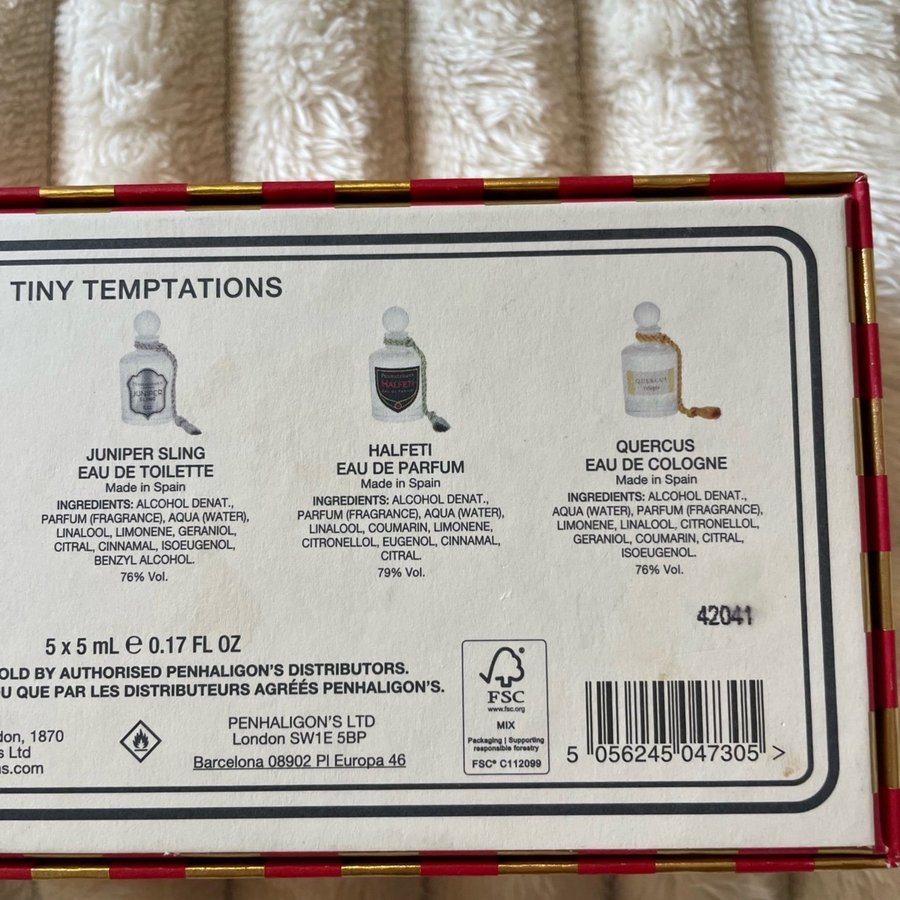 TINY TEMPTATIONS
PENHALIGON'S
JUNIPER
SLING
HALFETI
QUERCUS
JUNIPER SLING
EAU DE TOILETTE
Made in Spain
INGREDIENTS: ALCOHOL DENAT.,
PARFUM (FRAGRANCE), AQUA (WATER),
LINALOOL, LIMONENE, GERANIOL,
CITRAL, CINNAMAL, ISOEUGENOL,
BENZYL ALCOHOL.
76% Vol.
HALFETI
EAU DE PARFUM
Made in Spain
INGREDIENTS: ALCOHOL DENAT.,
PARFUM (FRAGRANCE), AQUA (WATER),
LINALOOL, COUMARIN, LIMONENE,
CITRONELLOL, EUGENOL, CINNAMAL,
CITRAL.
79% Vol.
QUERCUS
EAU DE COLOGNE
Made in Spain
INGREDIENTS: ALCOHOL DENAT.,
AQUA (WATER), PARFUM (FRAGRANCE),
LIMONENE, LINALOOL, CITRONELLOL,
GERANIOL, COUMARIN, CITRAL,
ISOEUGENOL.
76% Vol.
42041
5 x 5 mL ℮ 0.17 FL OZ
OLD BY AUTHORISED PENHALIGON'S DISTRIBUTORS.
U QUE PAR LES DISTRIBUTEURS AGRÉÉS PENHALIGON'S.
don, 1870
s Ltd
ns.com
PENHALIGON'S LTD
London SW1E 5BP
Barcelona 08902 Pl Europa 46
FSC
www.fsc.org
MIX
Packaging | Supporting
responsible forestry
FSC® C112099
5 056245 047305 >